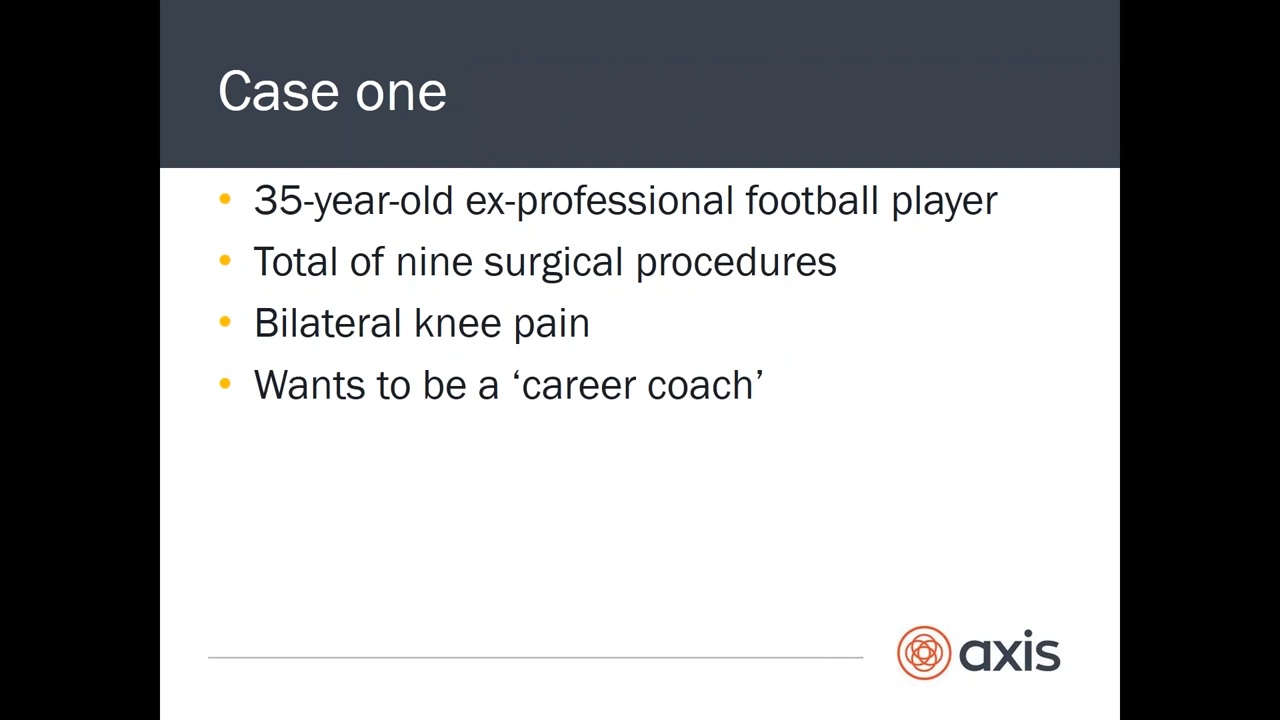 Case one
• 35-year-old ex-professional football player
• Total of nine surgical procedures
• Bilateral knee pain
• Wants to be a ‘career coach’
axis